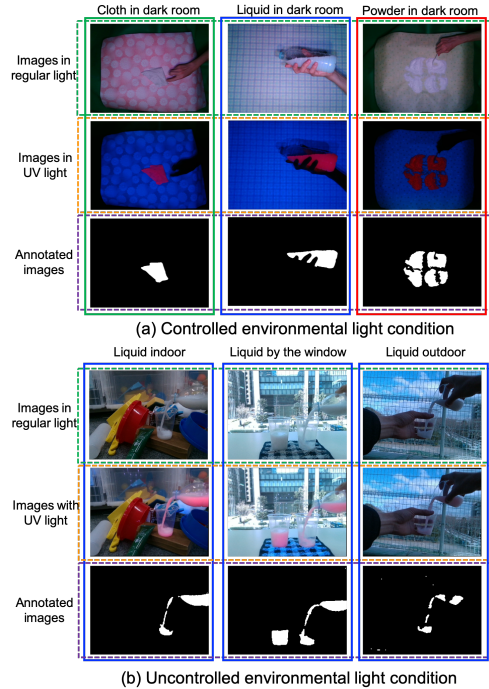 Cloth in dark room
Liquid in dark room
Powder in dark room
Images in
regular light
Images in
UV light
Annotated
images
(a) Controlled environmental light condition
Liquid indoor
Liquid by the window
Liquid outdoor
Images in
regular light
Images with
UV light
Annotated
images
(b) Uncontrolled environmental light condition